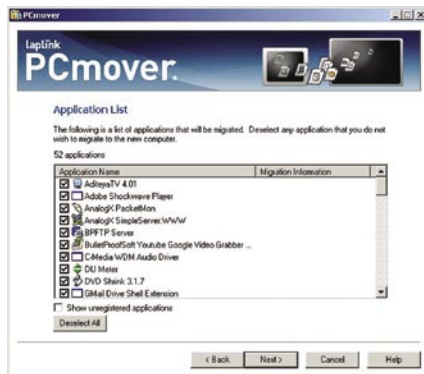 PCmover
laplink
PCmover.
Application List
The following is a list of applications that will be migrated. Deselect any application that you do not
wish to migrate to the new computer.
52 applications
Application Name Migration Information
AditeyaTV 4.01
Adobe Shockwave Player
AnalogX PacketMon
AnalogX SimpleServer:WWW
BPFTP Server
BulletProofSoft Youtube Google Video Grabber ...
C-Media WDM Audio Driver
DU Meter
DVD Shrink 3.1.7
GMail Drive Shell Extension
Show unregistered applications
Deselect All
< Back Next > Cancel Help